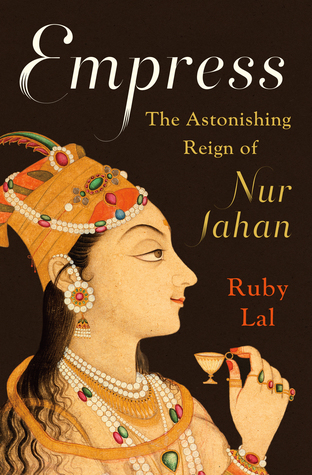 Empress
The Astonishing
Reign of
Nur
Jahan
Ruby
Lal